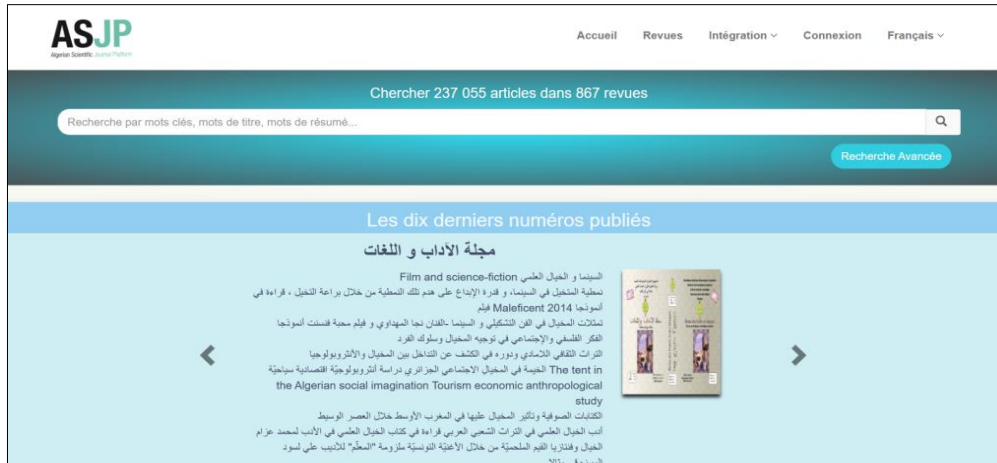 ASJP
Algerian Scientific Journal Platform
Accueil
Revues
Intégration
Connexion
Français
Chercher 237 055 articles dans 867 revues
Recherche par mots clés, mots de titre, mots de résumé...
Recherche Avancée
Les dix derniers numéros publiés
مجلة الآداب و اللغات
السينما و الخيال العلمي Film and science-fiction
نمطية المتخيل في السينما، و قدرة الإبداع على هدم تلك النمطية من خلال براعة التخيل ، قراءة في
أنموذجا Maleficent 2014 فيلم
تمثلات المخيال في الفن التشكيلي و السينما -الفنان نجا المهداوي و فيلم محبة فنسنت أنموذجا
الفكر الفلسفي والإجتماعي في توجيه المخيال وسلوك الفرد
التراث الثقافي اللامادي ودوره في الكشف عن التداخل بين المخيال والأنثروبولوجيا
The tent in الخيمة في المخيال الاجتماعي الجزائري دراسة أنثروبولوجيّة اقتصادية سياحيّة
the Algerian social imagination Tourism economic anthropological
study
الكتابات الصوفية وتأثير المخيال عليها في المغرب الأوسط خلال العصر الوسيط
أدب الخيال العلمي في التراث الشعبي العربي قراءة في كتاب الخيال العلمي في الأدب لمحمد عزام
الخيال وفنتازيا القيم الملحميّة من خلال الأغنيّة التونسيّة ملزومة "المعلّم" للأديب علي لسود